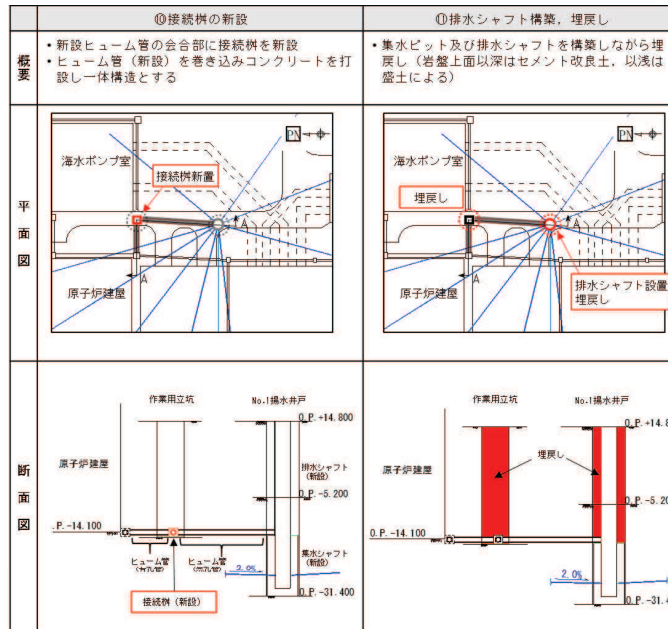 ⑩接続桝の新設
⑪排水シャフト構築，埋戻し
概要
・新設ヒューム管の会合部に接続桝を新設
・ヒューム管（新設）を巻き込みコンクリートを打
設し一体構造とする
・集水ピット及び排水シャフトを構築しながら埋
戻し（岩盤上面以深はセメント改良土，以浅は
盛土による）
平面図
PN
海水ポンプ室
接続桝新置
A
A
原子炉建屋
PN
海水ポンプ室
埋戻し
A
A
原子炉建屋
排水シャフト設置
埋戻し
断面図
作業用立坑
No.1揚水井戸
O.P.+14.800
原子炉建屋
排水シャフト
（新設）
O.P.-5.200
.P.-14.100
ヒューム管
ヒューム管
集水シャフト
（新設）
2.0%
O.P.-31.400
接続桝（新設）
作業用立坑
No.1揚水井戸
O.P.+14.8
埋戻し
原子炉建屋
O.P.-5.20
O.P.-14.100
2.0%
O.P.-31.4